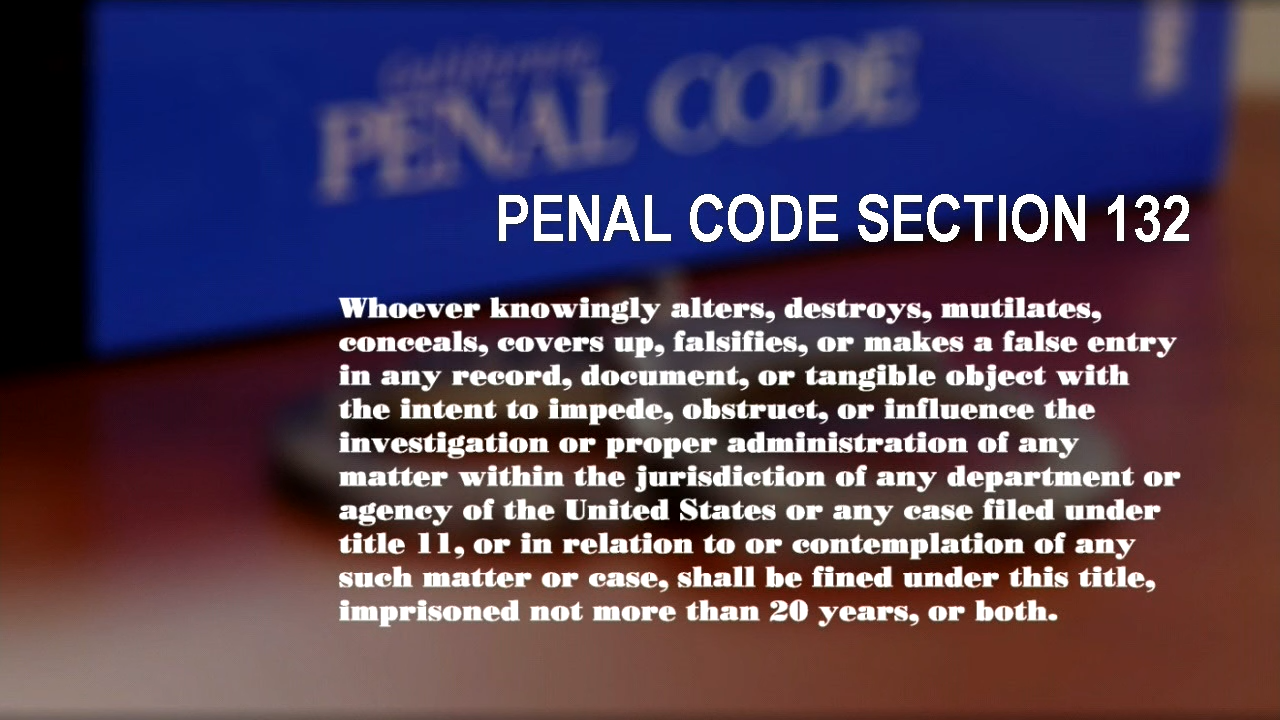 California
PENAL CODE
PENAL CODE SECTION 132
Whoever knowingly alters, destroys, mutilates,
conceals, covers up, falsifies, or makes a false entry
in any record, document, or tangible object with
the intent to impede, obstruct, or influence the
investigation or proper administration of any
matter within the jurisdiction of any department or
agency of the United States or any case filed under
title 11, or in relation to or contemplation of any
such matter or case, shall be fined under this title,
imprisoned not more than 20 years, or both.